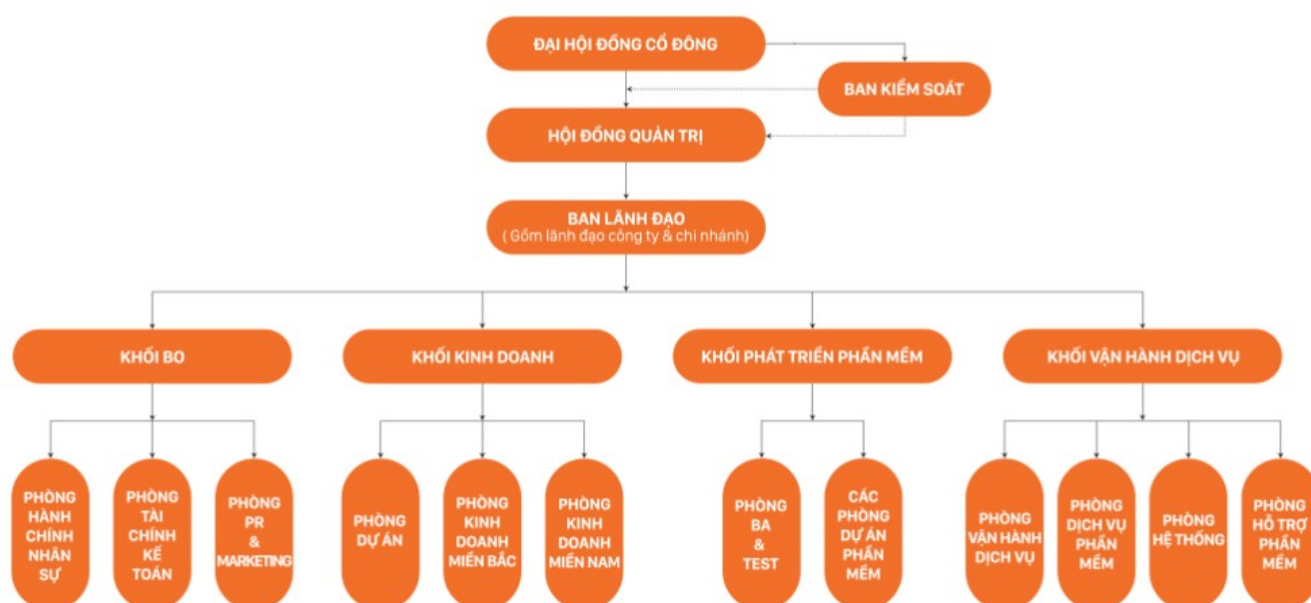 ĐẠI HỘI ĐỒNG CỔ ĐÔNG
BAN KIỂM SOÁT
HỘI ĐỒNG QUẢN TRỊ
BAN LÃNH ĐẠO
( Gồm lãnh đạo công ty & chi nhánh)
KHỐI BO
KHỐI KINH DOANH
KHỐI PHÁT TRIỂN PHẦN MỀM
KHỐI VẬN HÀNH DỊCH VỤ
PHÒNG
HÀNH
CHÍNH
NHÂN
SỰ
PHÒNG
TÀI
CHÍNH
KẾ
TOÁN
PHÒNG
PR
&
MARKETING
PHÒNG
DỰ ÁN
PHÒNG
KINH
DOANH
MIỀN BẮC
PHÒNG
KINH
DOANH
MIỀN NAM
PHÒNG
BA
&
TEST
CÁC
PHÒNG
DỰ ÁN
PHẦN
MỀM
PHÒNG
VẬN HÀNH
DỊCH VỤ
PHÒNG
DỊCH VỤ
PHẦN
MỀM
PHÒNG
HỆ THỐNG
PHÒNG
HỖ TRỢ
PHẦN
MỀM